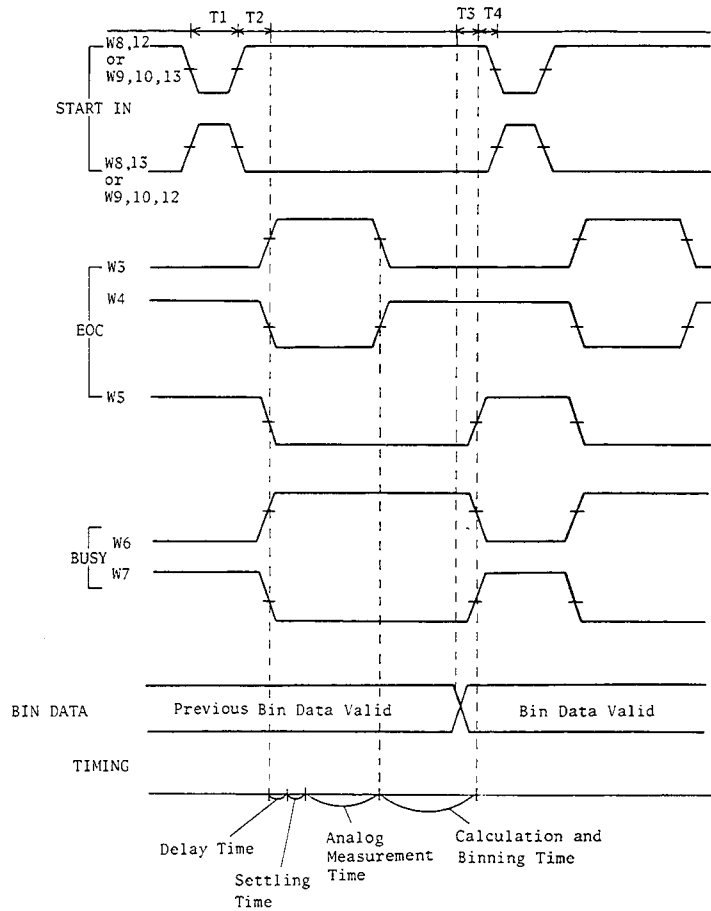 T1 T2 T3 T4
W8,12
or
W9,10,13
START IN
W8,13
or
W9,10,12
W3
W4
EOC
W5
W6
BUSY
W7
BIN DATA
Previous Bin Data Valid
Bin Data Valid
TIMING
Delay Time
Settling
Time
Analog
Measurement
Time
Calculation and
Binning Time